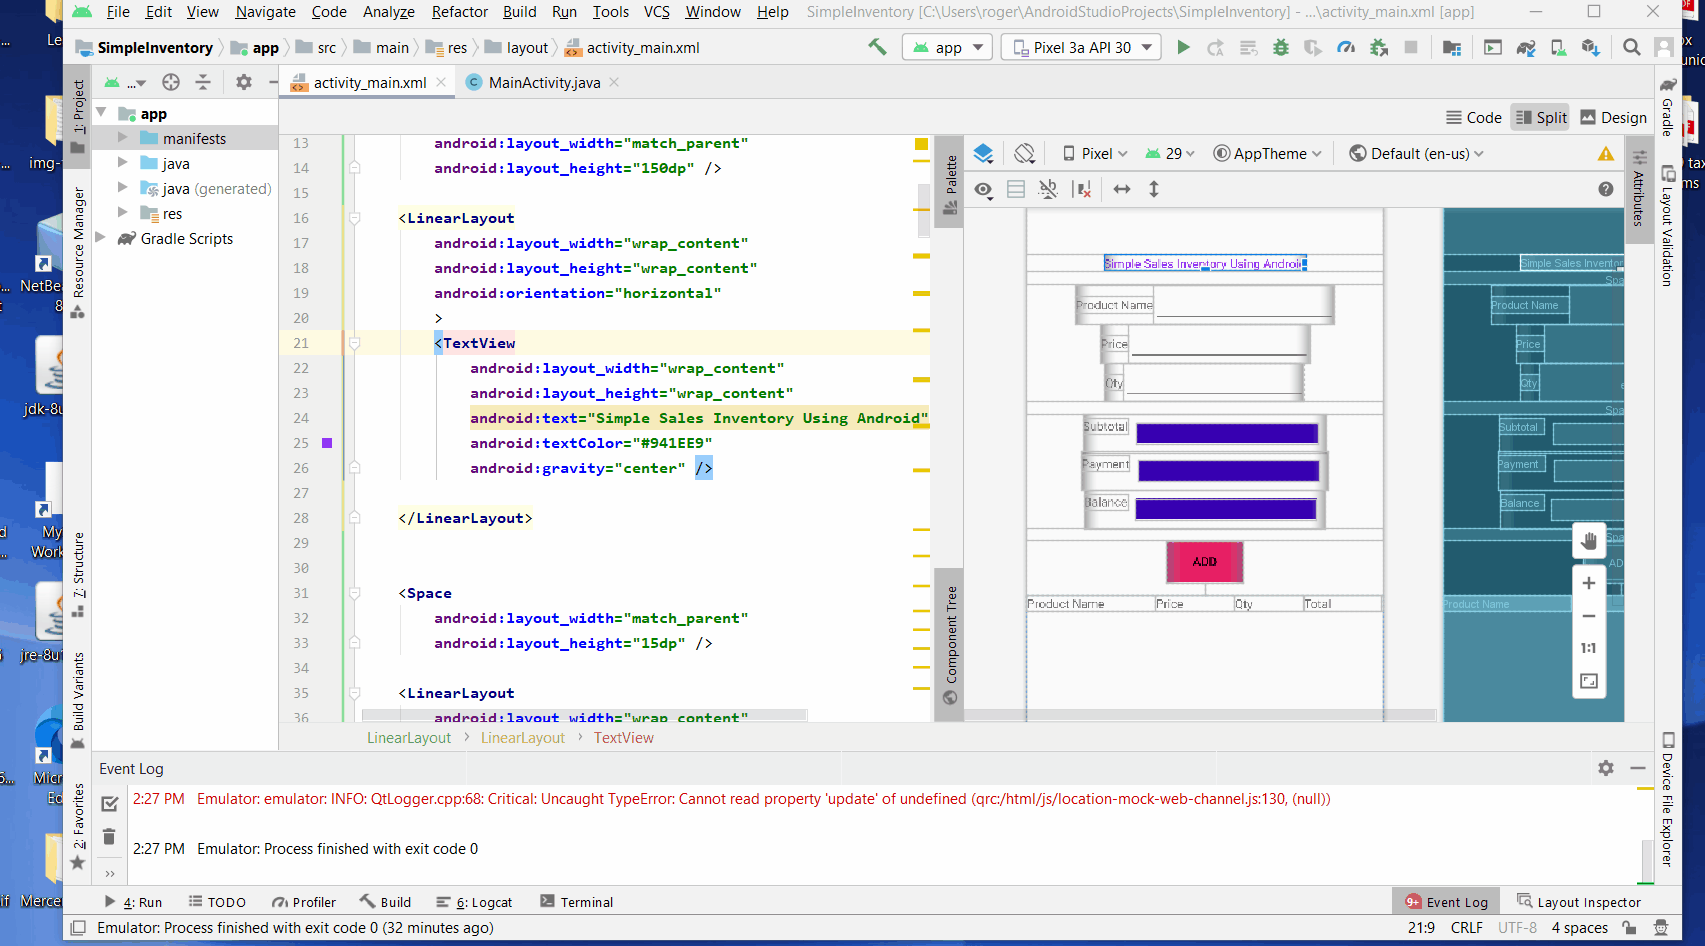 File Edit View Navigate Code Analyze Refactor Build Run Tools VCS Window Help SimpleInventory [C:\Users\roger\AndroidStudioProjects\SimpleInventory] - ...\activity_main.xml [app]
SimpleInventory app src main res layout activity_main.xml app Pixel 3a API 30
1: Project
Resource Manager
7: Structure
Build Variants
2: Favorites
...
activity_main.xml MainActivity.java
app
manifests
java
java (generated)
res
Gradle Scripts
Code Split Design
13 android:layout_width="match_parent"
14 android:layout_height="150dp" />
15
16 <LinearLayout
17 android:layout_width="wrap_content"
18 android:layout_height="wrap_content"
19 android:orientation="horizontal"
20 >
21 <TextView
22 android:layout_width="wrap_content"
23 android:layout_height="wrap_content"
24 android:text="Simple Sales Inventory Using Android"
25 android:textColor="#941EE9"
26 android:gravity="center" />
27
28 </LinearLayout>
29
30
31 <Space
32 android:layout_width="match_parent"
33 android:layout_height="15dp" />
34
35 <LinearLayout
36 android:layout_width="wrap_content"
LinearLayout > LinearLayout > TextView
Palette
Component Tree
Pixel 29 AppTheme Default (en-us)
Attributes
Simple Sales Inventory Using Androi
Product Name
Price
Qty
Subtotal
Payment
Balance
ADD
Product Name Price Qty Total
Simple Sales Inventor
Spa
Product Name
Price
Qty
Spa
Subtotal
Payment
Balance
Spa
AD
Product Name
1:1
Gradle
Layout Validation
Device File Explorer
Event Log
2:27 PM Emulator: emulator: INFO: QtLogger.cpp:68: Critical: Uncaught TypeError: Cannot read property 'update' of undefined (qrc:/html/js/location-mock-web-channel.js:130, (null))
2:27 PM Emulator: Process finished with exit code 0
4: Run TODO Profiler Build 6: Logcat Terminal 9+ Event Log Layout Inspector
Emulator: Process finished with exit code 0 (32 minutes ago) 21:9 CRLF UTF-8 4 spaces
Le
img-
NetBea
8
jdk-8u
My
Work
jre-8u
Micr
Ed
Merce